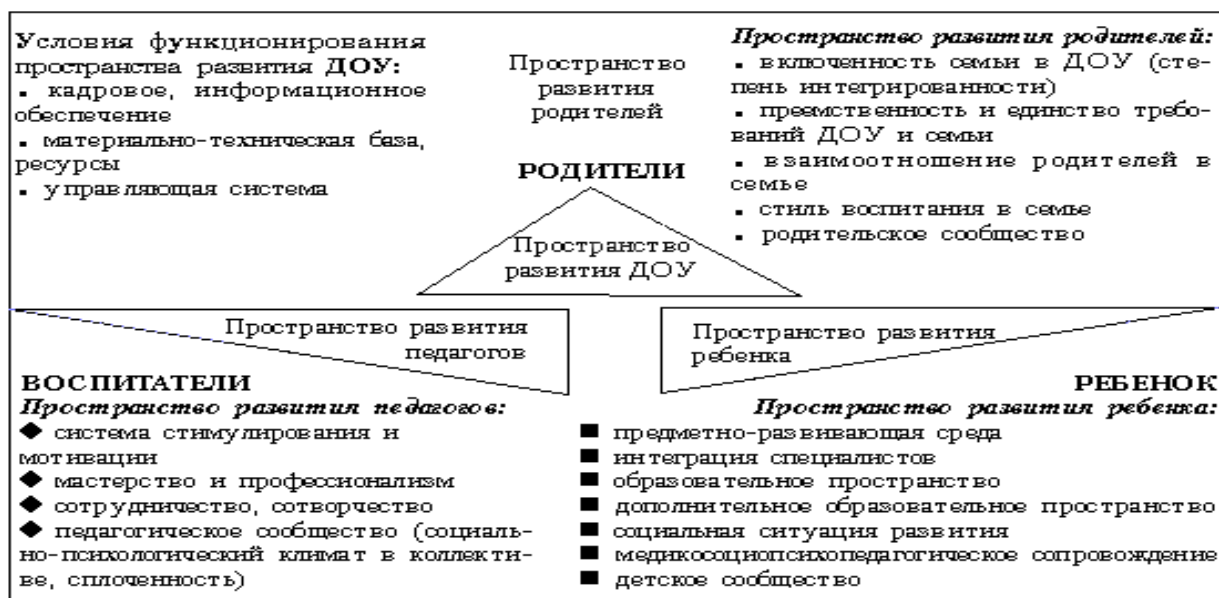 Условия функционирования
пространства развития ДОУ:
▪ кадровое, информационное
обеспечение
▪ материально-техническая база,
ресурсы
▪ управляющая система
Пространство
развития
родителей
РОДИТЕЛИ
Пространство развития родителей:
▪ включенность семьи в ДОУ (сте-
пень интегрированности)
▪ преемственность и единство требо-
ваний ДОУ и семьи
▪ взаимоотношение родителей в
семье
▪ стиль воспитания в семье
▪ родительское сообщество
Пространство
развития ДОУ
Пространство развития
педагогов
Пространство развития
ребенка
ВОСПИТАТЕЛИ
Пространство развития педагогов:
◆ система стимулирования и
мотивации
◆ мастерство и профессионализм
◆ сотрудничество, сотворчество
◆ педагогическое сообщество (социаль-
но-психологический климат в коллекти-
ве, сплоченность)
РЕБЕНОК
Пространство развития ребенка:
■ предметно-развивающая среда
■ интеграция специалистов
■ образовательное пространство
■ дополнительное образовательное пространство
■ социальная ситуация развития
■ медикосоциопсихопедагогическое сопровождение
■ детское сообщество